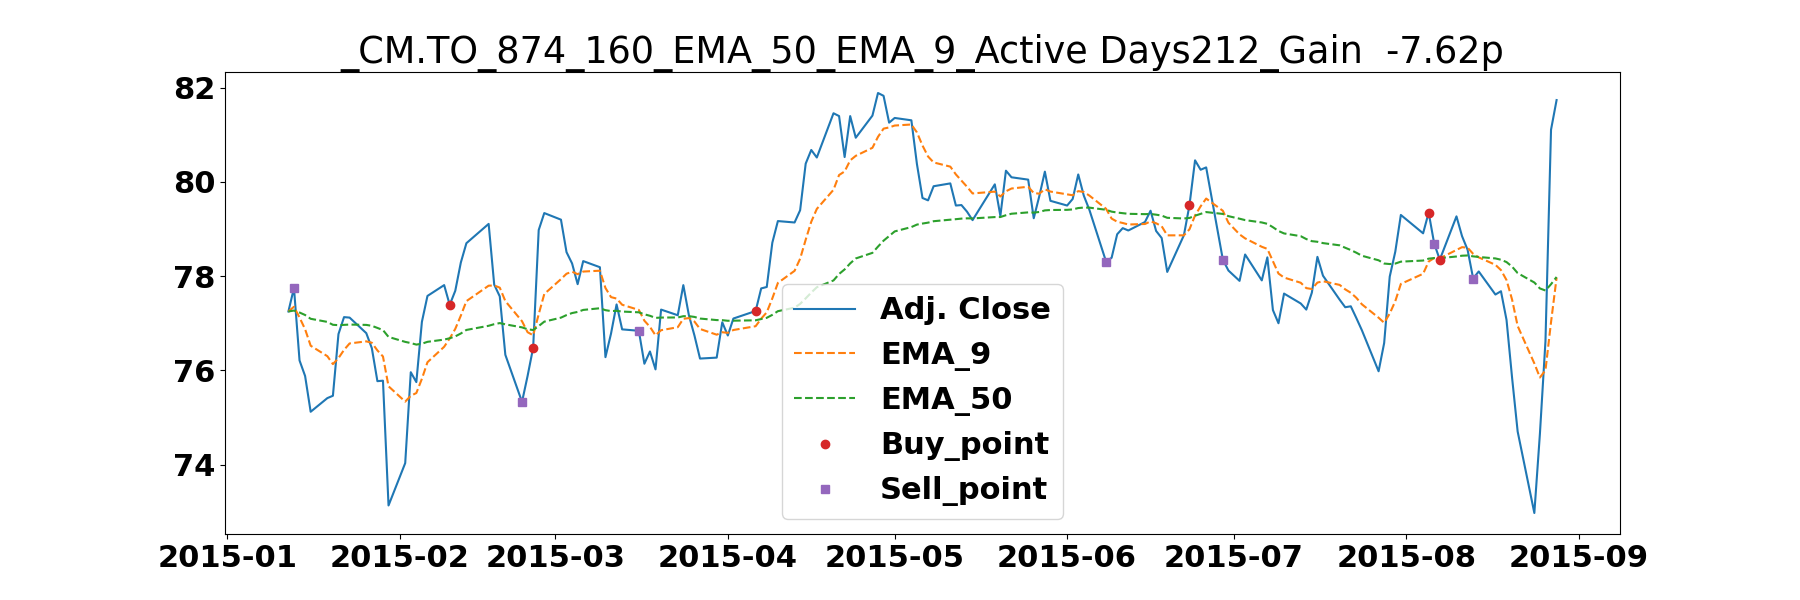 _CM.TO_874_160_EMA_50_EMA_9_Active Days212_Gain  -7.62p
82
80
78
76
74
Adj. Close
EMA_9
EMA_50
Buy_point
Sell_point
2015-01 2015-02 2015-03 2015-04 2015-05 2015-06 2015-07 2015-08 2015-09